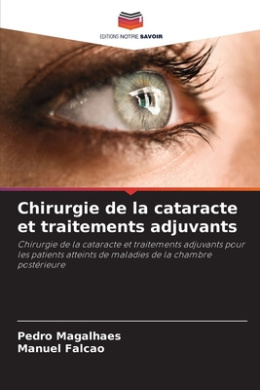 EDITIONS NOTRE SAVOIR
Chirurgie de la cataracte
et traitements adjuvants
Chirurgie de la cataracte et traitements adjuvants pour
les patients atteints de maladies de la chambre
postérieure
Pedro Magalhaes
Manuel Falcao